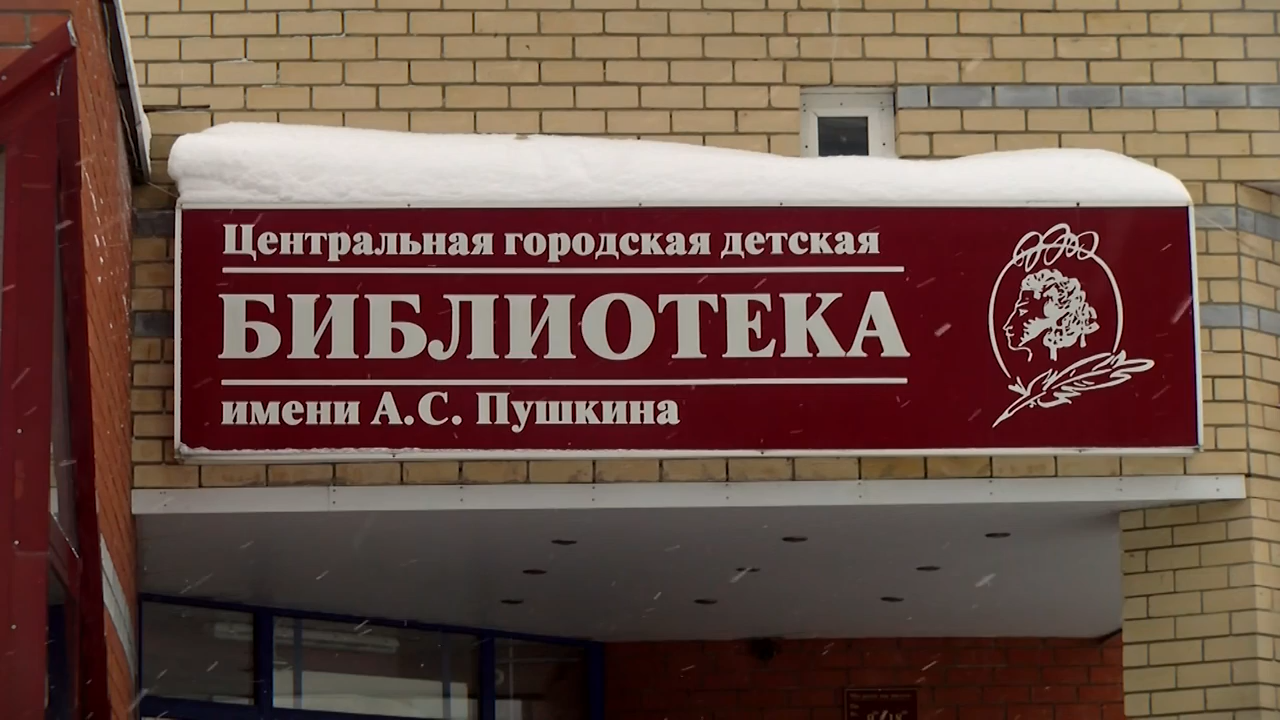 Центральная городская детская
БИБЛИОТЕКА
имени А.С. Пушкина